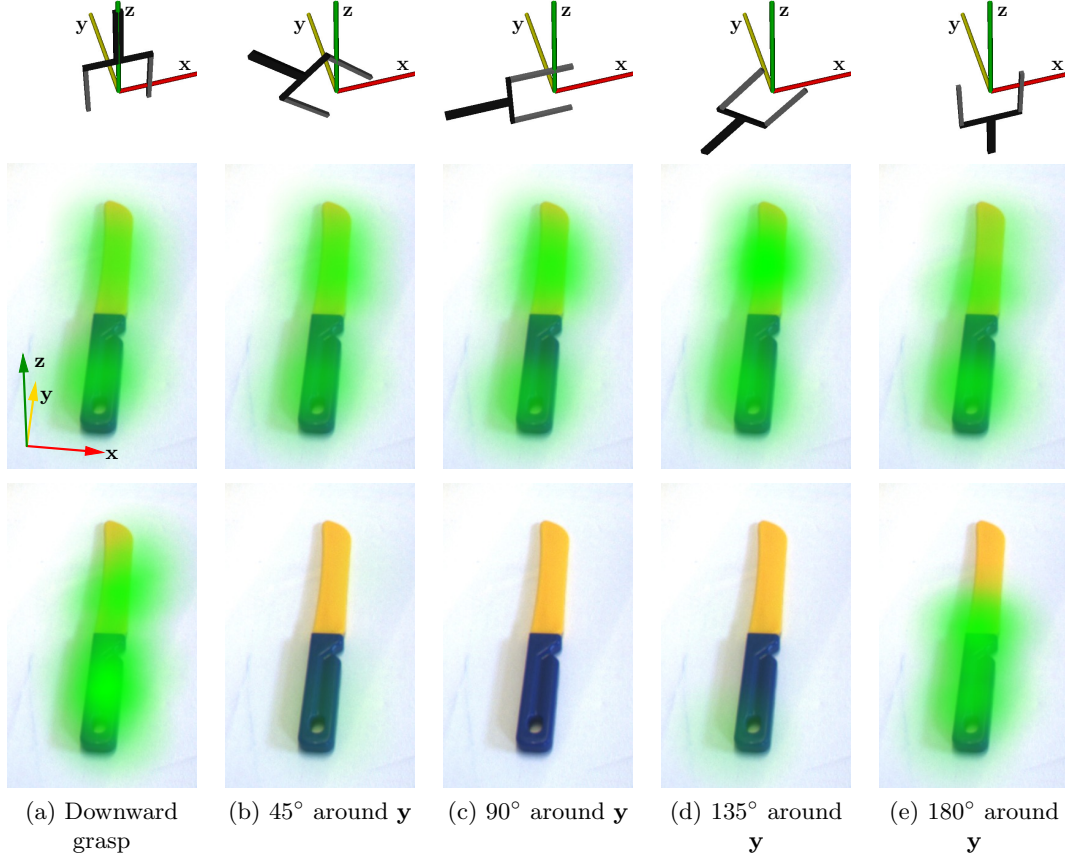 z
y
x
z
y
x
z
y
x
z
y
x
z
y
x
z
y
x
(a) Downward grasp
(b) 45° around y
(c) 90° around y
(d) 135° around y
(e) 180° around y